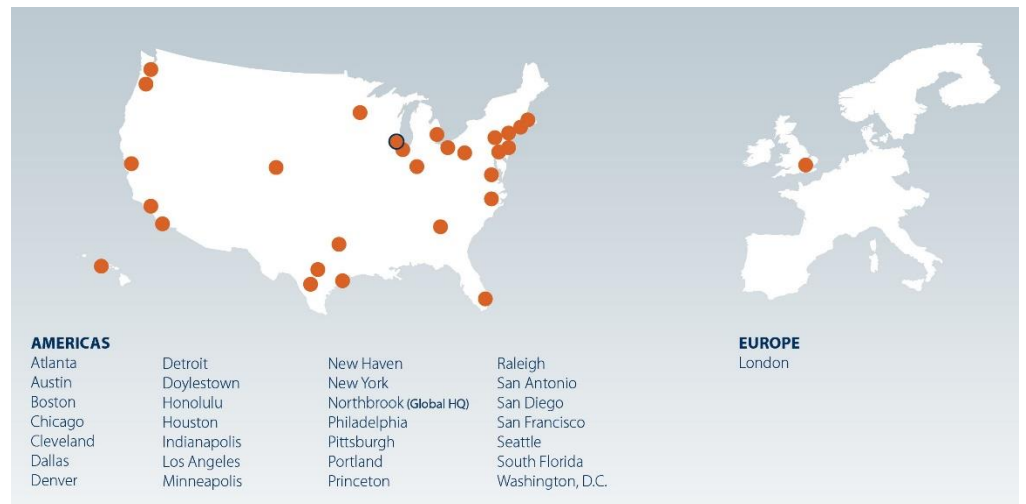 AMERICAS
Atlanta
Austin
Boston
Chicago
Cleveland
Dallas
Denver
Detroit
Doylestown
Honolulu
Houston
Indianapolis
Los Angeles
Minneapolis
New Haven
New York
Northbrook (Global HQ)
Philadelphia
Pittsburgh
Portland
Princeton
Raleigh
San Antonio
San Diego
San Francisco
Seattle
South Florida
Washington, D.C.
EUROPE
London